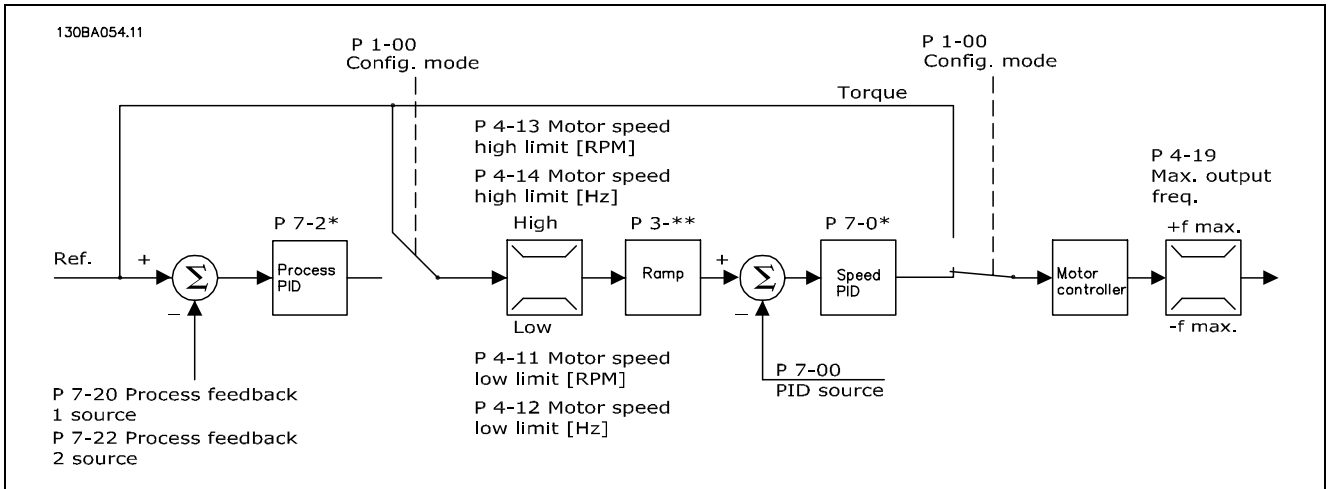 130BA054.11
P 1-00
Config. mode
P 1-00
Config. mode
Torque
P 4-13 Motor speed
high limit [RPM]
P 4-14 Motor speed
high limit [Hz]
P 4-19
Max. output
freq.
P 7-2*
High
P 3-**
P 7-0*
+f max.
Ref.
+
Σ
Process
PID
Ramp
+
Σ
Speed
PID
Motor
controller
–
Low
–
-f max.
P 4-11 Motor speed
low limit [RPM]
P 4-12 Motor speed
low limit [Hz]
P 7-00
PID source
P 7-20 Process feedback
1 source
P 7-22 Process feedback
2 source